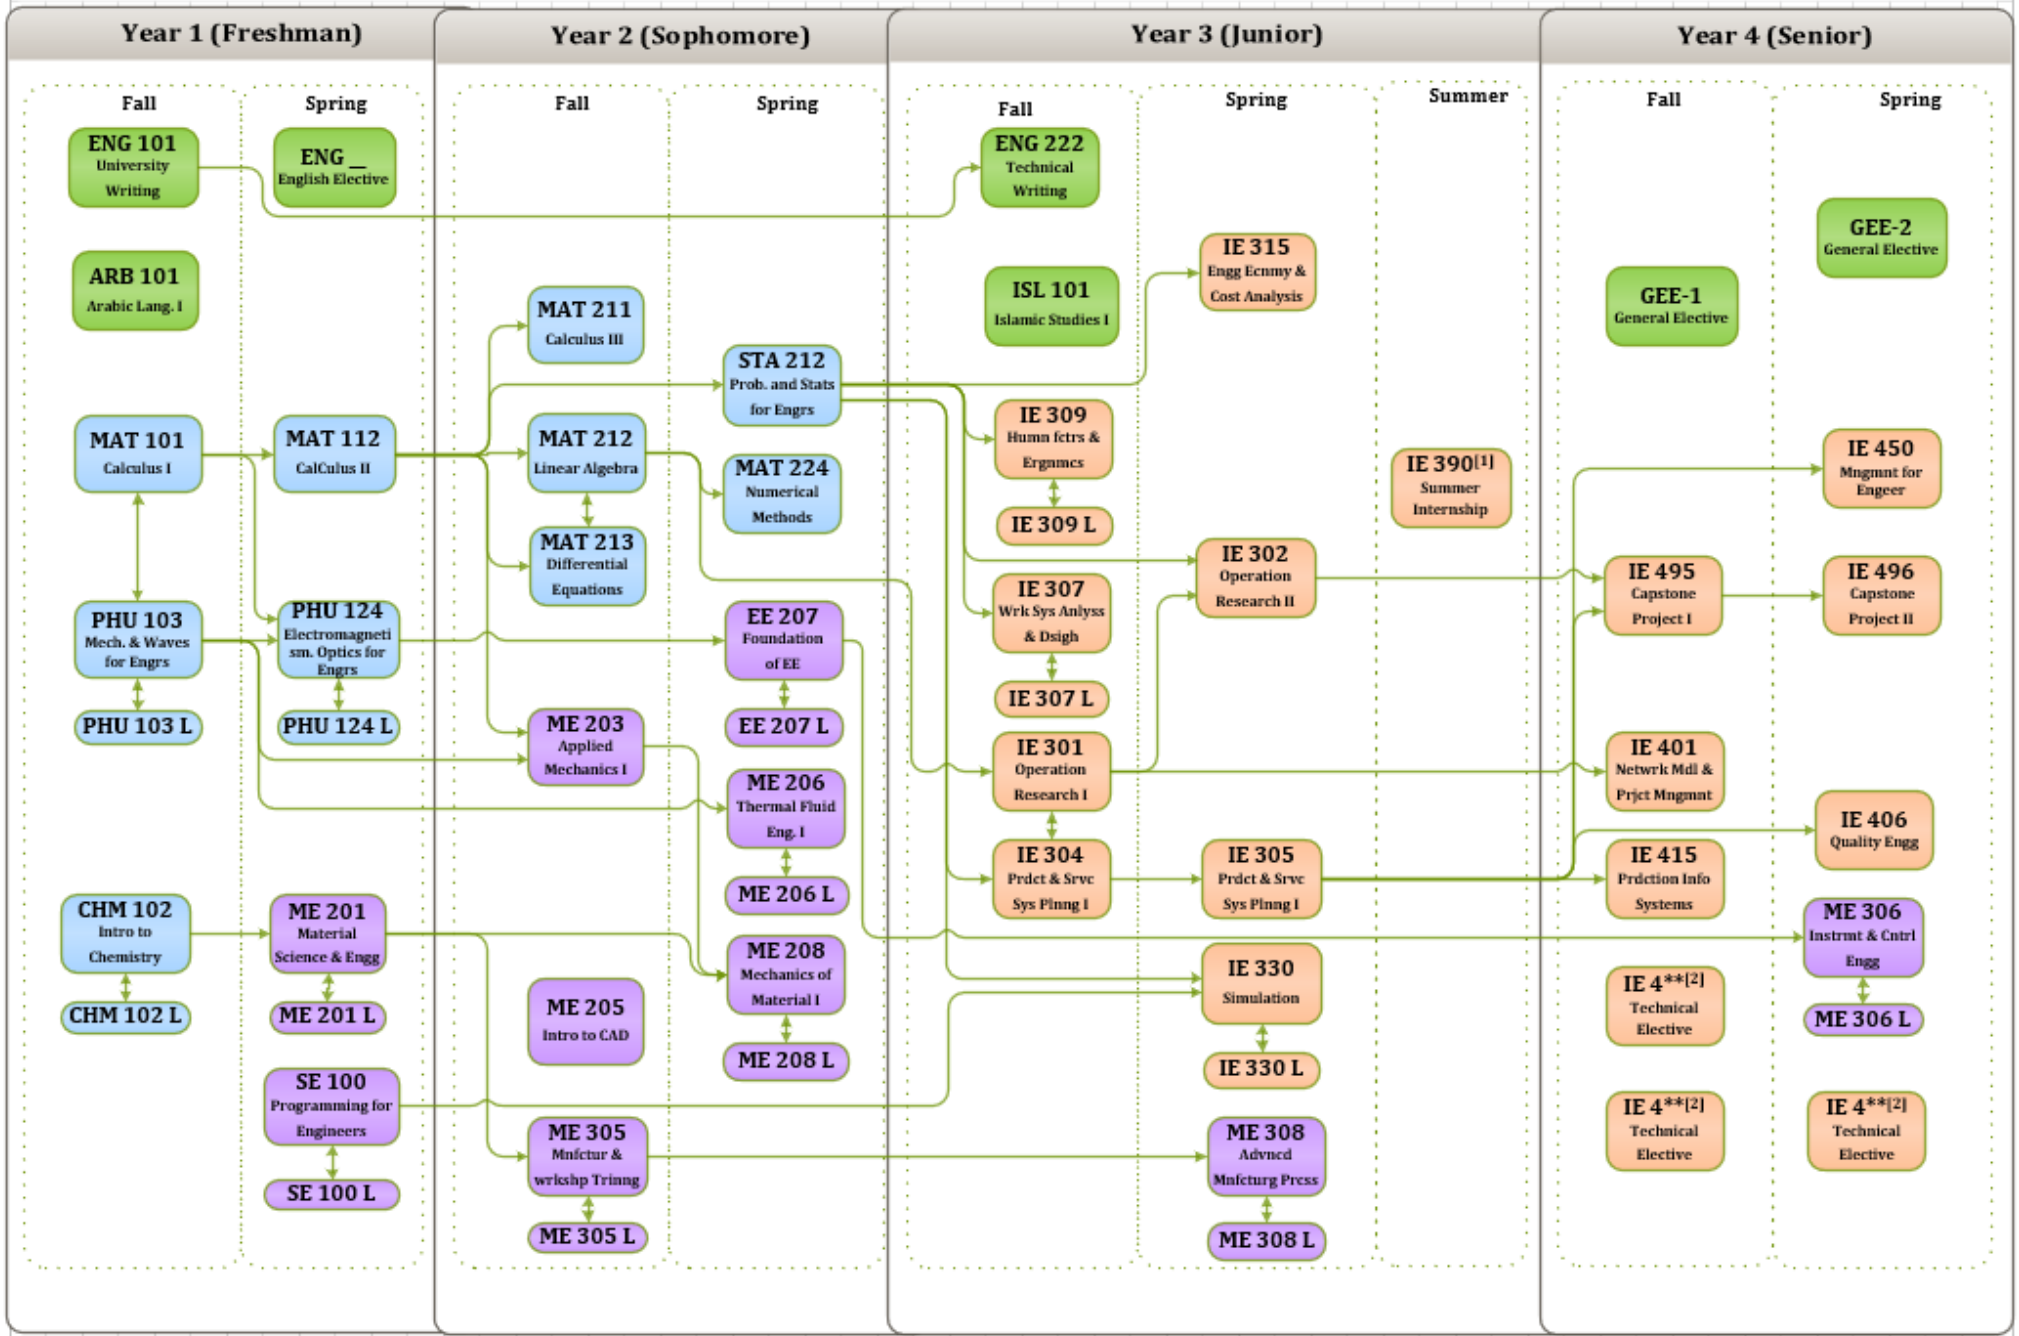 Year 1 (Freshman)
Year 2 (Sophomore)
Year 3 (Junior)
Year 4 (Senior)
Fall
Spring
Fall
Spring
Fall
Spring
Summer
Fall
Spring
ENG 101
University
Writing
ARB 101
Arabic Lang. I
MAT 101
Calculus I
PHU 103
Mech. & Waves
for Engrs
PHU 103 L
CHM 102
Intro to
Chemistry
CHM 102 L
ENG __
English Elective
MAT 112
CalCulus II
PHU 124
Electromagneti
sm. Optics for
Engrs
PHU 124 L
ME 201
Material
Science & Engg
ME 201 L
SE 100
Programming for
Engineers
SE 100 L
MAT 211
Calculus III
MAT 212
Linear Algebra
MAT 213
Differential
Equations
ME 203
Applied
Mechanics I
ME 205
Intro to CAD
ME 305
Mnfctur &
wrkshp Trinng
ME 305 L
STA 212
Prob. and Stats
for Engrs
MAT 224
Numerical
Methods
EE 207
Foundation
of EE
EE 207 L
ME 206
Thermal Fluid
Eng. I
ME 206 L
ME 208
Mechanics of
Material I
ME 208 L
ENG 222
Technical
Writing
ISL 101
Islamic Studies I
IE 309
Humn fctrs &
Ergnmcs
IE 309 L
IE 307
Wrk Sys Anlyss
& Dsigh
IE 307 L
IE 301
Operation
Research I
IE 304
Prdct & Srvc
Sys Plnng I
IE 315
Engg Ecnmy &
Cost Analysis
IE 302
Operation
Research II
IE 305
Prdct & Srvc
Sys Plnng I
IE 330
Simulation
IE 330 L
ME 308
Advncd
Mnfcturg Prcss
ME 308 L
IE 390[1]
Summer
Internship
GEE-1
General Elective
IE 495
Capstone
Project I
IE 401
Netwrk Mdl &
Prjct Mngmnt
IE 415
Prdction Info
Systems
IE 4**[2]
Technical
Elective
IE 4**[2]
Technical
Elective
GEE-2
General Elective
IE 450
Mngmnt for
Engeer
IE 496
Capstone
Project II
IE 406
Quality Engg
ME 306
Instrmt & Cntrl
Engg
ME 306 L
IE 4**[2]
Technical
Elective